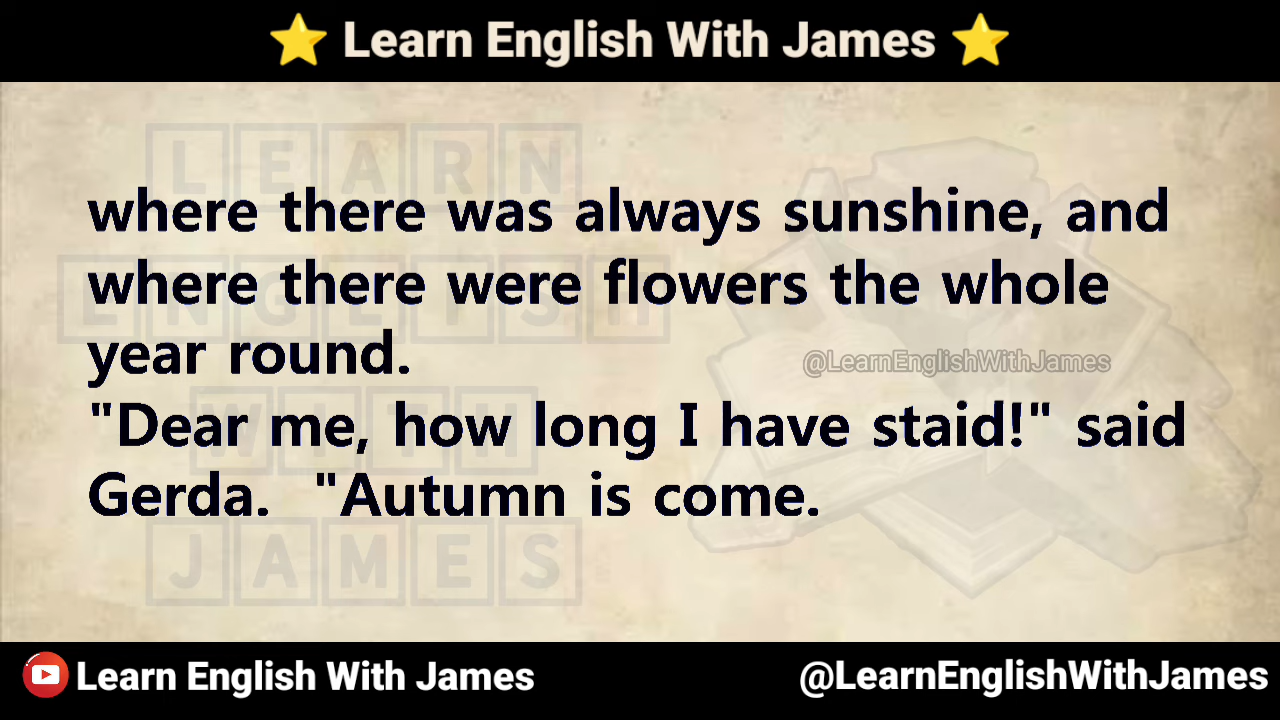 ⭐ Learn English With James ⭐
LEARN
where there was always sunshine, and
ENGLISH
where there were flowers the whole
year round.
@LearnEnglishWithJames
WITH
"Dear me, how long I have staid!" said
Gerda.  "Autumn is come.
JAMES
Learn English With James
@LearnEnglishWithJames